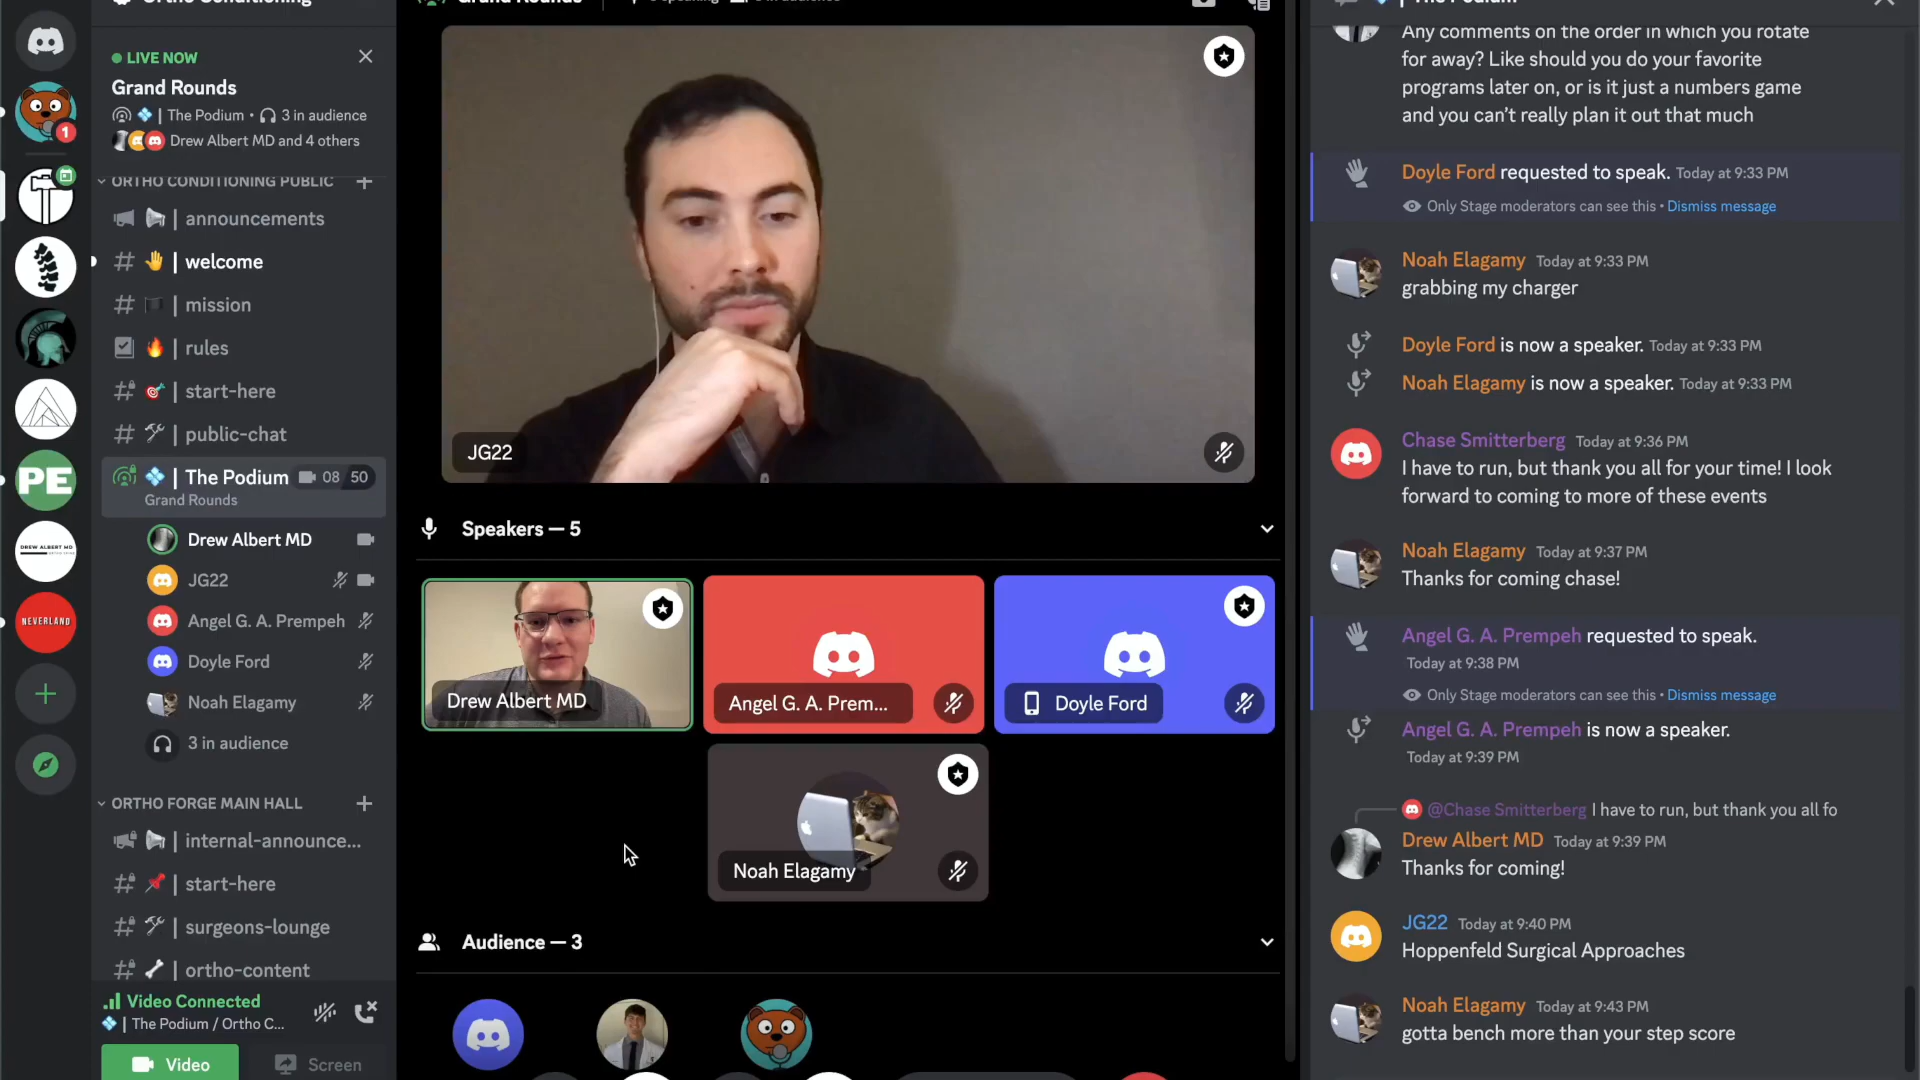 Ortho Conditioning
LIVE NOW
Grand Rounds
| The Podium • 3 in audience
Drew Albert MD and 4 others
ORTHO CONDITIONING PUBLIC
| announcements
| welcome
| mission
| rules
| start-here
| public-chat
| The Podium 08 50
Grand Rounds
Drew Albert MD
JG22
Angel G. A. Prempeh
Doyle Ford
Noah Elagamy
3 in audience
ORTHO FORGE MAIN HALL
| internal-announce...
| start-here
| surgeons-lounge
| ortho-content
Video Connected
| The Podium / Ortho C...
Video
Screen
1
PE
DREW ALBERT MD
NEVERLAND
Grand Rounds
JG22
Speakers — 5
Drew Albert MD
Angel G. A. Prem...
Doyle Ford
Noah Elagamy
Audience — 3
| The Podium
Any comments on the order in which you rotate
for away? Like should you do your favorite
programs later on, or is it just a numbers game
and you can’t really plan it out that much
Doyle Ford requested to speak. Today at 9:33 PM
Only Stage moderators can see this • Dismiss message
Noah Elagamy Today at 9:33 PM
grabbing my charger
Doyle Ford is now a speaker. Today at 9:33 PM
Noah Elagamy is now a speaker. Today at 9:33 PM
Chase Smitterberg Today at 9:36 PM
I have to run, but thank you all for your time! I look
forward to coming to more of these events
Noah Elagamy Today at 9:37 PM
Thanks for coming chase!
Angel G. A. Prempeh requested to speak.
Today at 9:38 PM
Only Stage moderators can see this • Dismiss message
Angel G. A. Prempeh is now a speaker.
Today at 9:39 PM
@Chase Smitterberg I have to run, but thank you all fo
Drew Albert MD Today at 9:39 PM
Thanks for coming!
JG22 Today at 9:40 PM
Hoppenfeld Surgical Approaches
Noah Elagamy Today at 9:43 PM
gotta bench more than your step score